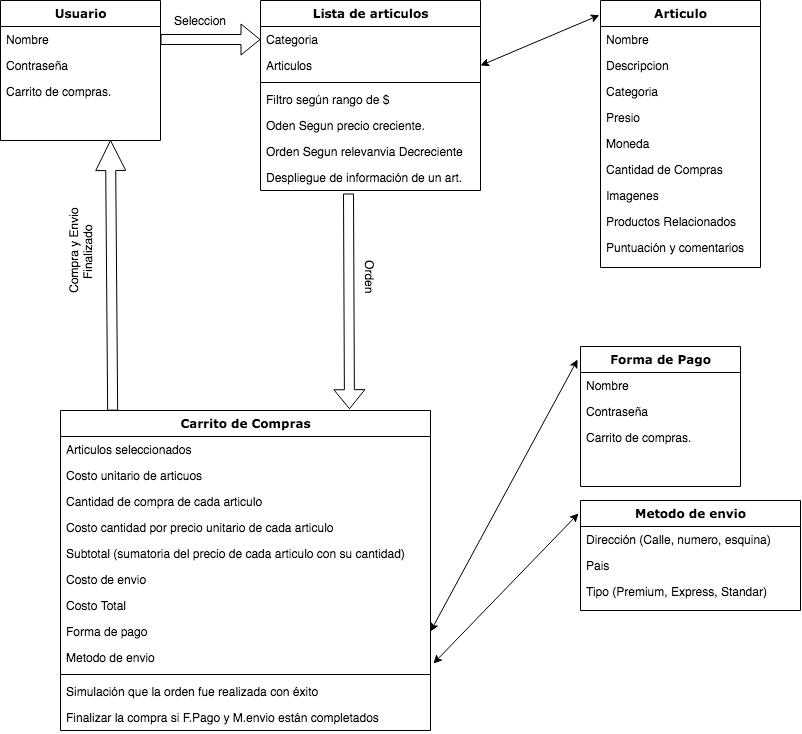 Usuario
Nombre
Contraseña
Carrito de compras.
Seleccion
Lista de articulos
Categoria
Articulos
Filtro según rango de $
Oden Segun precio creciente.
Orden Segun relevanvia Decreciente
Despliegue de información de un art.
Articulo
Nombre
Descripcion
Categoria
Presio
Moneda
Cantidad de Compras
Imagenes
Productos Relacionados
Puntuación y comentarios
Compra y Envio
Finalizado
Orden
Carrito de Compras
Articulos seleccionados
Costo unitario de articuos
Cantidad de compra de cada articulo
Costo cantidad por precio unitario de cada articulo
Subtotal (sumatoria del precio de cada articulo con su cantidad)
Costo de envio
Costo Total
Forma de pago
Metodo de envio
Simulación que la orden fue realizada con éxito
Finalizar la compra si F.Pago y M.envio están completados
Forma de Pago
Nombre
Contraseña
Carrito de compras.
Metodo de envio
Dirección (Calle, numero, esquina)
Pais
Tipo (Premium, Express, Standar)